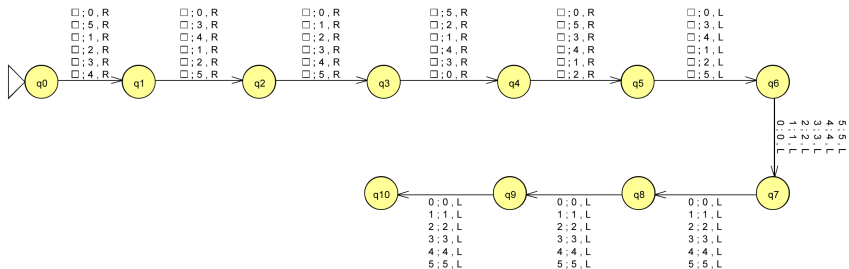 □ ; 0 , R
□ ; 5 , R
□ ; 1 , R
□ ; 2 , R
□ ; 3 , R
□ ; 4 , R
□ ; 0 , R
□ ; 3 , R
□ ; 4 , R
□ ; 1 , R
□ ; 2 , R
□ ; 5 , R
□ ; 0 , R
□ ; 1 , R
□ ; 2 , R
□ ; 3 , R
□ ; 4 , R
□ ; 5 , R
□ ; 5 , R
□ ; 2 , R
□ ; 1 , R
□ ; 4 , R
□ ; 3 , R
□ ; 0 , R
□ ; 0 , R
□ ; 5 , R
□ ; 3 , R
□ ; 4 , R
□ ; 1 , R
□ ; 2 , R
□ ; 0 , L
□ ; 3 , L
□ ; 4 , L
□ ; 1 , L
□ ; 2 , L
□ ; 5 , L
q0
q1
q2
q3
q4
q5
q6
0 ; 0 , L
1 ; 1 , L
2 ; 2 , L
3 ; 3 , L
4 ; 4 , L
5 ; 5 , L
q10
q9
q8
q7
0 ; 0 , L
1 ; 1 , L
2 ; 2 , L
3 ; 3 , L
4 ; 4 , L
5 ; 5 , L
0 ; 0 , L
1 ; 1 , L
2 ; 2 , L
3 ; 3 , L
4 ; 4 , L
5 ; 5 , L
0 ; 0 , L
1 ; 1 , L
2 ; 2 , L
3 ; 3 , L
4 ; 4 , L
5 ; 5 , L